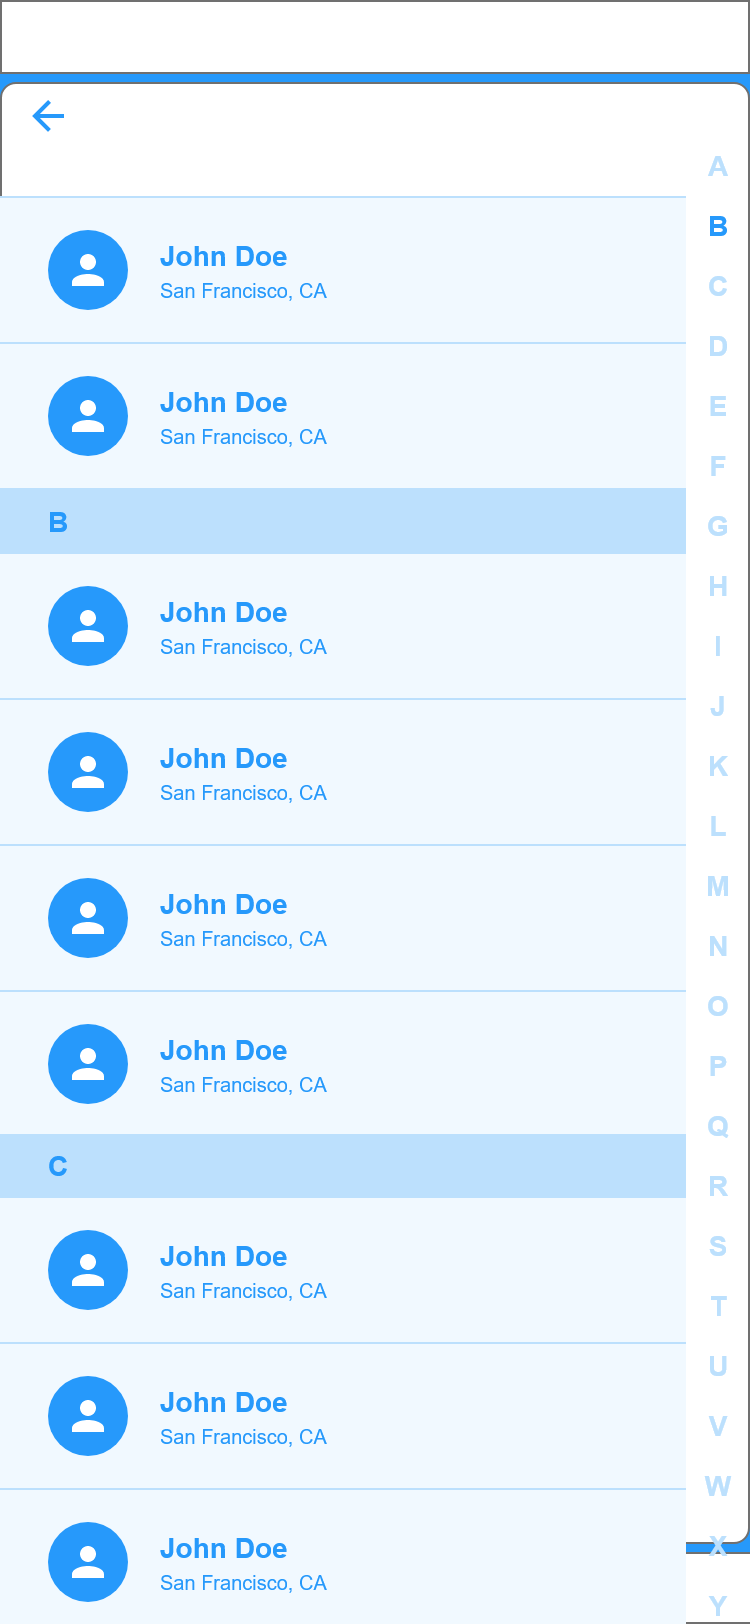 John Doe
San Francisco, CA
John Doe
San Francisco, CA
B
John Doe
San Francisco, CA
John Doe
San Francisco, CA
John Doe
San Francisco, CA
John Doe
San Francisco, CA
C
John Doe
San Francisco, CA
John Doe
San Francisco, CA
John Doe
San Francisco, CA
A
B
C
D
E
F
G
H
I
J
K
L
M
N
O
P
Q
R
S
T
U
V
W
X
Y